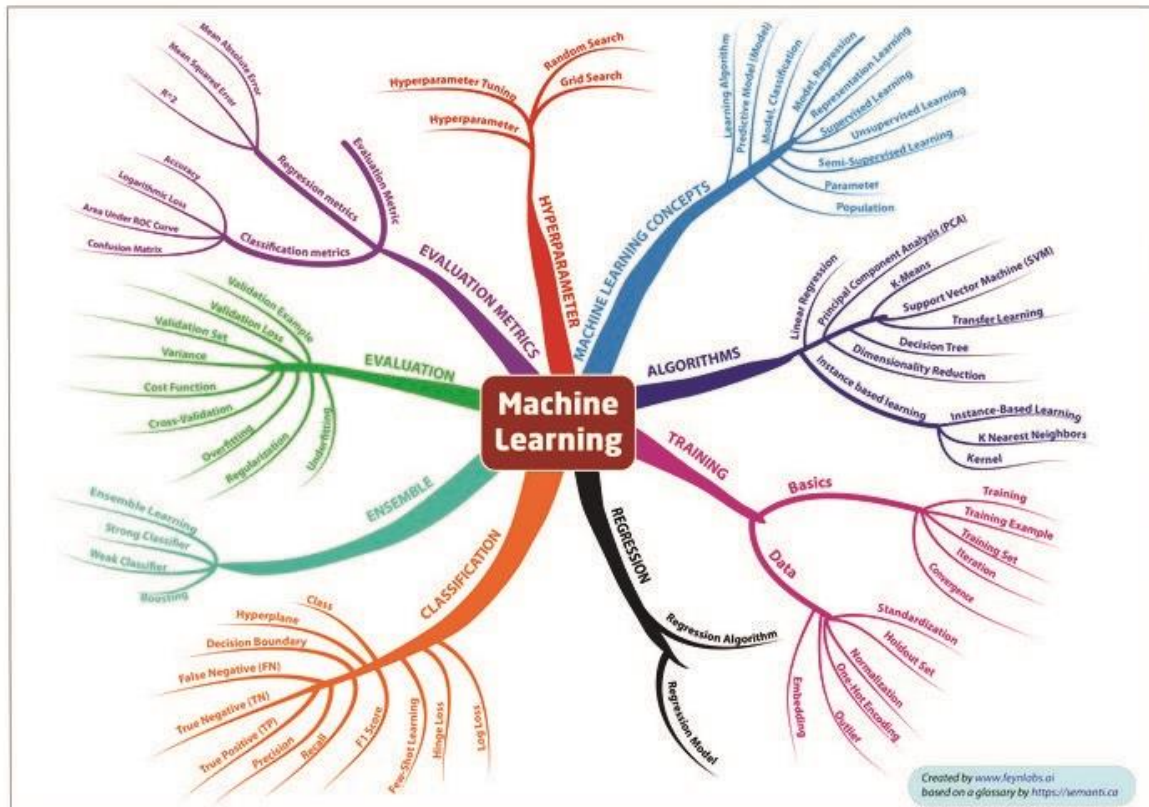 Machine
Learning
HYPERPARAMETER
Hyperparameter Tuning
Hyperparameter
Random Search
Grid Search
MACHINE LEARNING CONCEPTS
Learning Algorithm
Predictive Model (Model)
Model, Classification
Model, Regression
Representation Learning
Supervised Learning
Unsupervised Learning
Semi-Supervised Learning
Parameter
Population
ALGORITHMS
Linear Regression
Principal Component Analysis (PCA)
K-Means
Support Vector Machine (SVM)
Transfer Learning
Decision Tree
Dimensionality Reduction
Instance based learning
Instance-Based Learning
K Nearest Neighbors
Kernel
TRAINING
Basics
Training
Training Example
Training Set
Iteration
Convergence
Data
Standardization
Holdout Set
Normalization
One-Hot Encoding
Outlier
Embedding
REGRESSION
Regression Algorithm
Regression Model
CLASSIFICATION
Class
Hyperplane
Decision Boundary
False Negative (FN)
True Negative (TN)
True Positive (TP)
Precision
Recall
F1 Score
Few-Shot Learning
Hinge Loss
Log Loss
ENSEMBLE
Ensemble Learning
Strong Classifier
Weak Classifier
Boosting
EVALUATION
Validation Example
Validation Loss
Validation Set
Variance
Cost Function
Cross-Validation
Overfitting
Regularization
Underfitting
EVALUATION METRICS
Evaluation Metric
Regression metrics
Mean Absolute Error
Mean Squared Error
R^2
Classification metrics
Accuracy
Logarithmic Loss
Area Under ROC Curve
Confusion Matrix
Created by www.feynlabs.ai
based on a glossary by https://semanti.ca